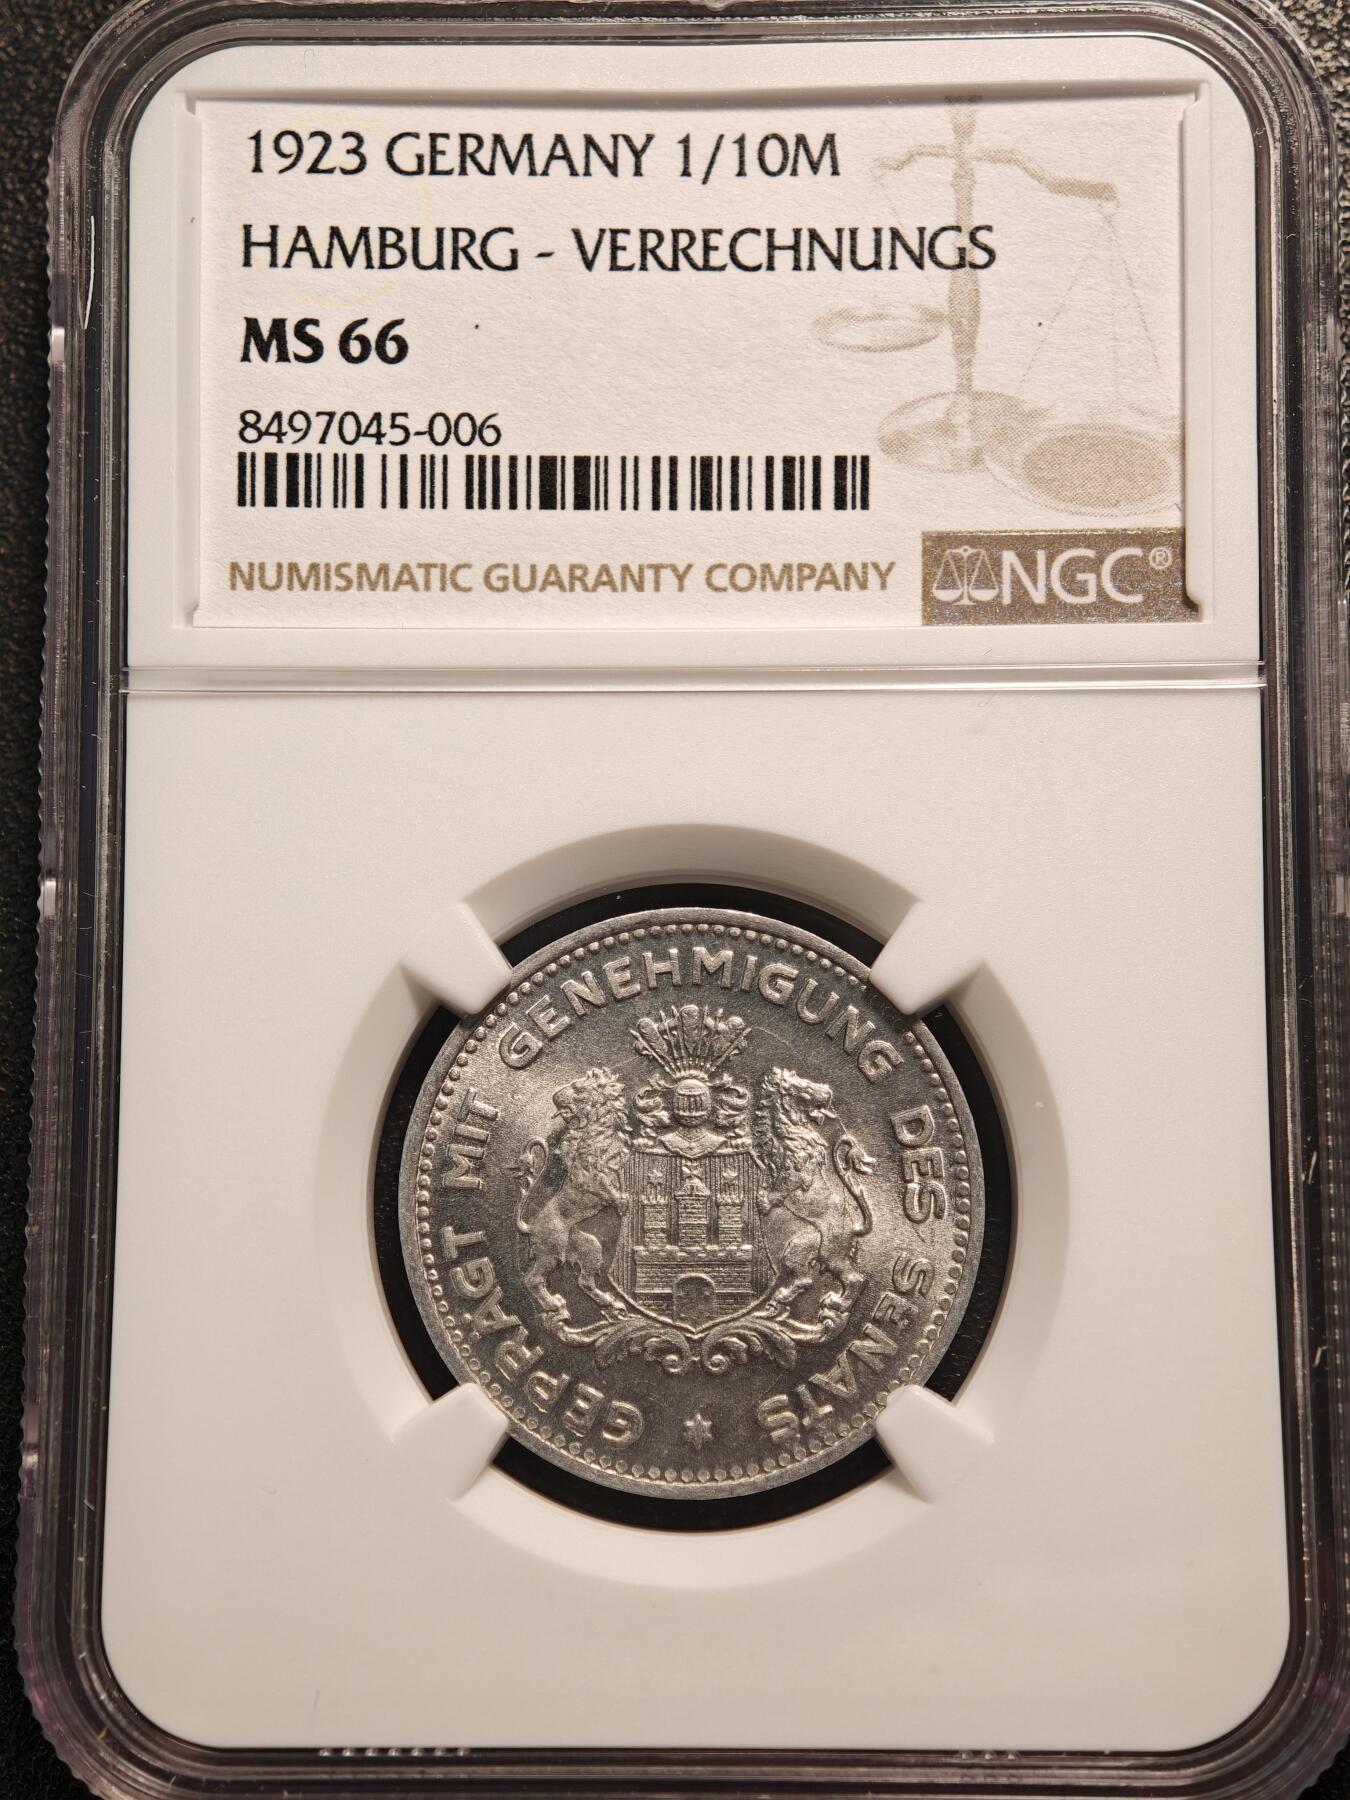 1923 GERMANY 1/10M
HAMBURG - VERRECHNUNGS
MS 66
8497045-006
NUMISMATIC GUARANTY COMPANY
NGC®
GEPRÄGT MIT GENEHMIGUNG DES SENATS